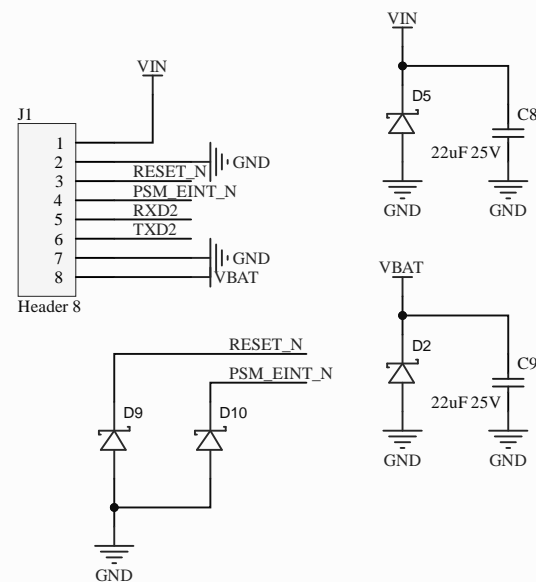 VIN
J1
1
2
GND
3
RESET_N
4
PSM_EINT_N
5
RXD2
6
TXD2
7
GND
8
VBAT
Header 8
VIN
D5
C8
22uF 25V
GND
GND
VBAT
D2
C9
22uF 25V
GND
GND
RESET_N
PSM_EINT_N
D9
D10
GND